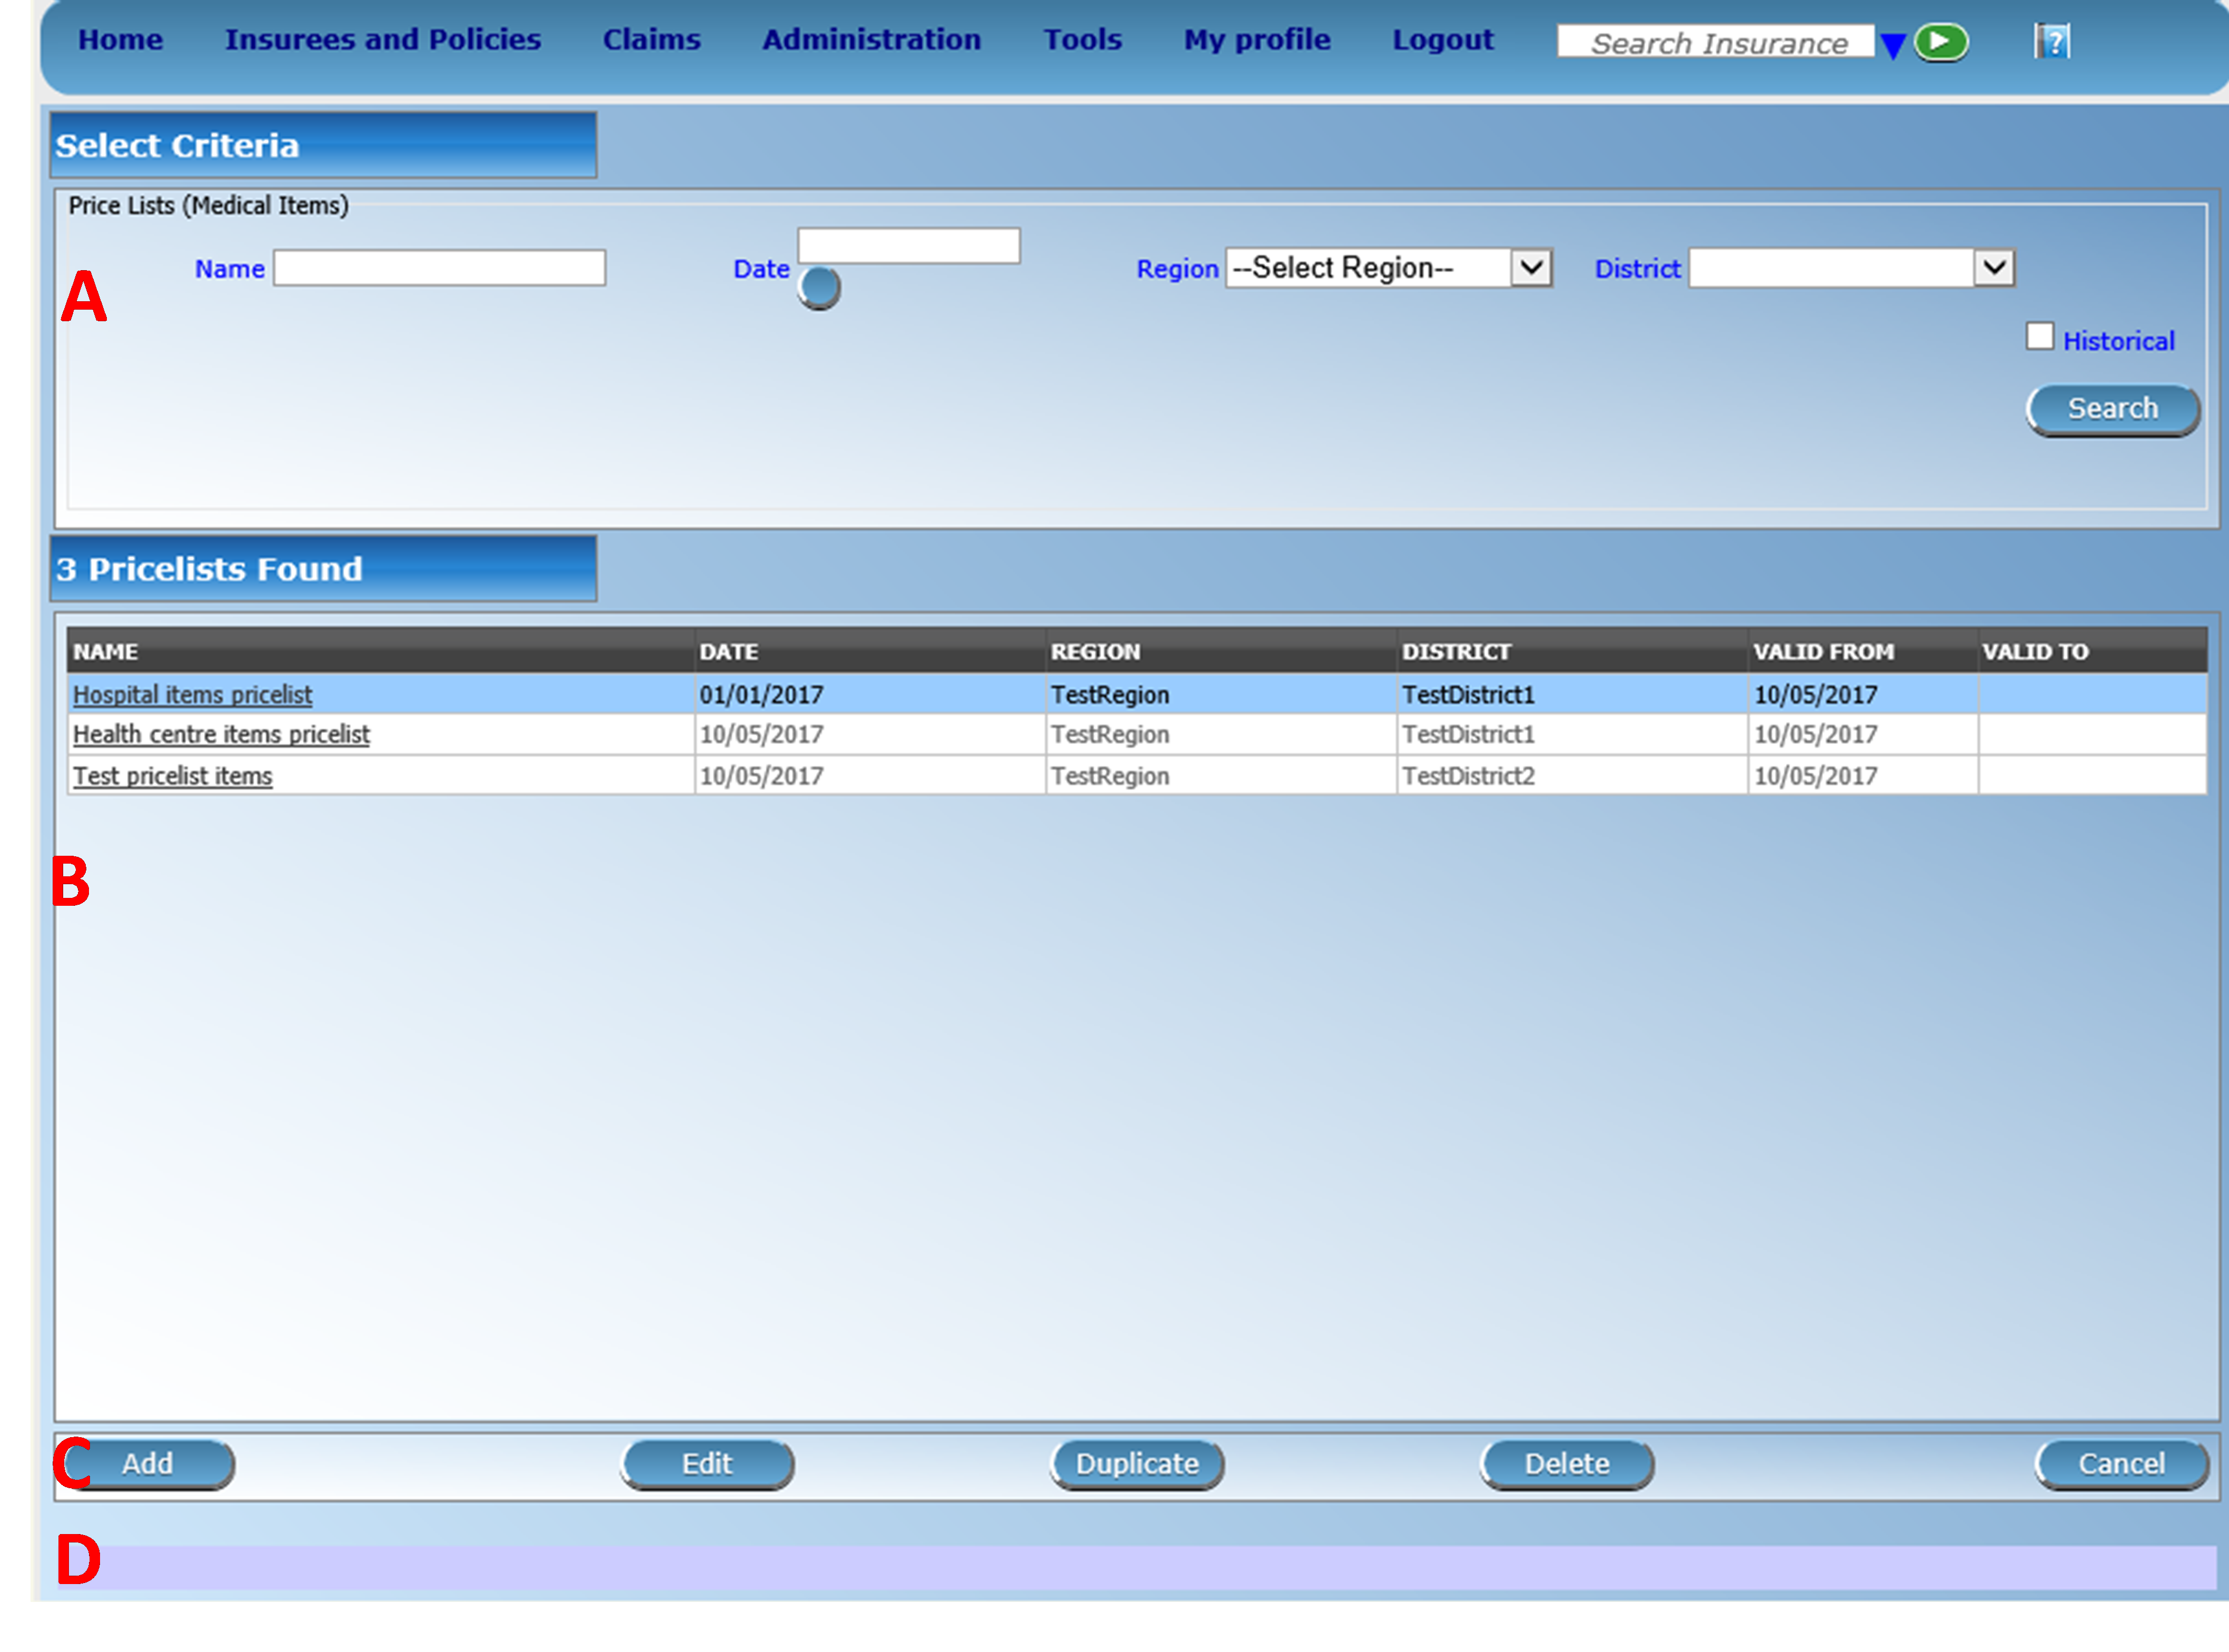 Home Insurees and Policies Claims Administration Tools My profile Logout Search Insurance ?
Select Criteria
Price Lists (Medical Items)
A Name Date Region --Select Region-- District
Historical
Search
3 Pricelists Found
NAME DATE REGION DISTRICT VALID FROM VALID TO
Hospital items pricelist 01/01/2017 TestRegion TestDistrict1 10/05/2017
Health centre items pricelist 10/05/2017 TestRegion TestDistrict1 10/05/2017
Test pricelist items 10/05/2017 TestRegion TestDistrict2 10/05/2017
B
C Add Edit Duplicate Delete Cancel
D